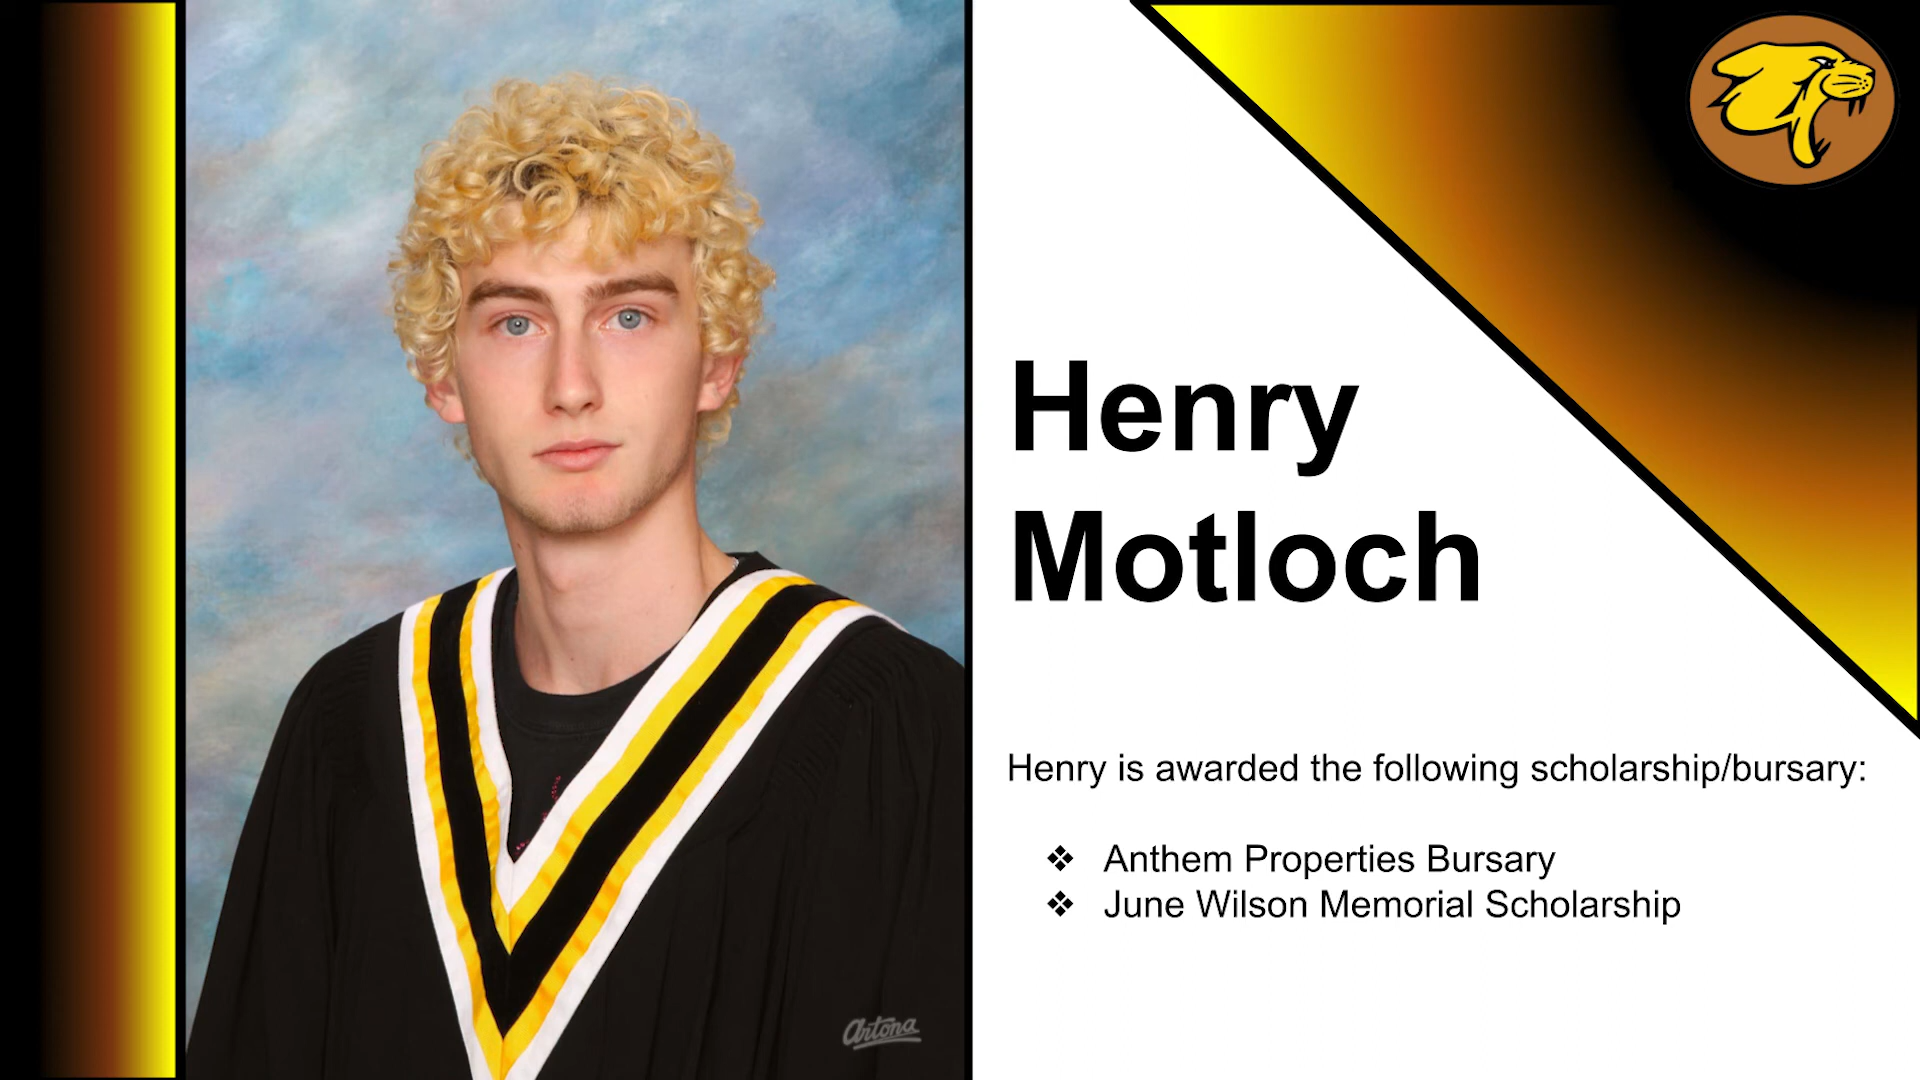 Henry
Motloch
Henry is awarded the following scholarship/bursary:
❖ Anthem Properties Bursary
❖ June Wilson Memorial Scholarship
Artona